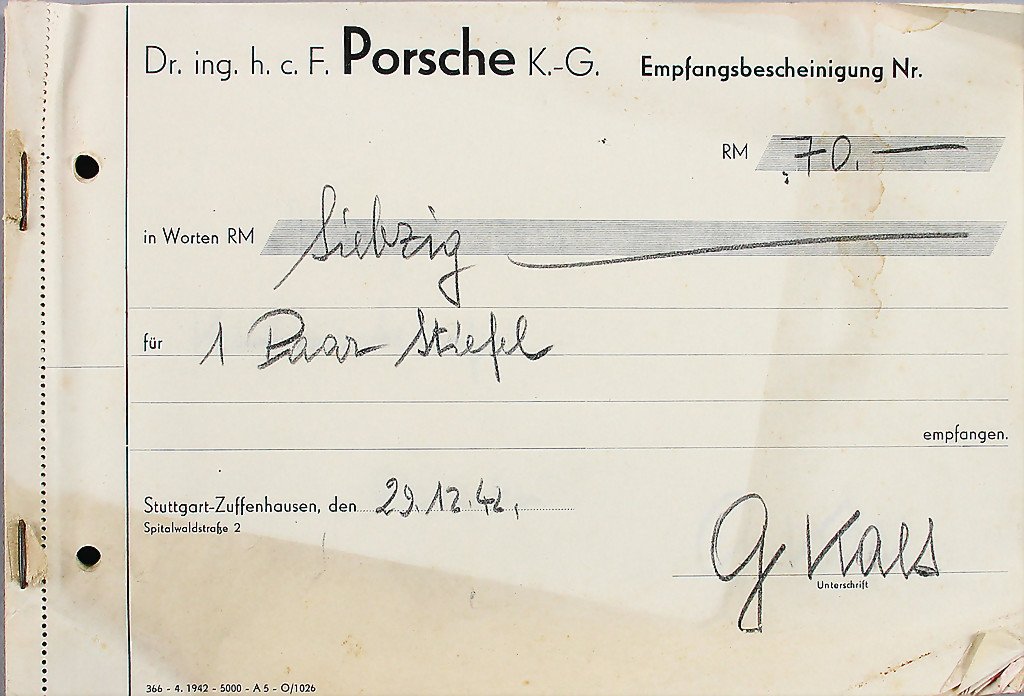 Dr. ing. h. c. F. Porsche K.-G. Empfangsbescheinigung Nr.
RM 70.—
in Worten RM Siebzig
für 1 Paar Stiefel
empfangen.
Stuttgart-Zuffenhausen, den 29.12.42.
Spitalwaldstraße 2
G. Kaes
Unterschrift
366 - 4. 1942 - 5000 - A 5 - O/1026